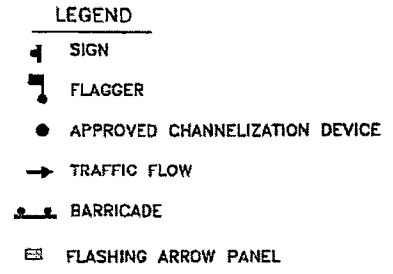 LEGEND
SIGN
FLAGGER
APPROVED CHANNELIZATION DEVICE
TRAFFIC FLOW
BARRICADE
FLASHING ARROW PANEL